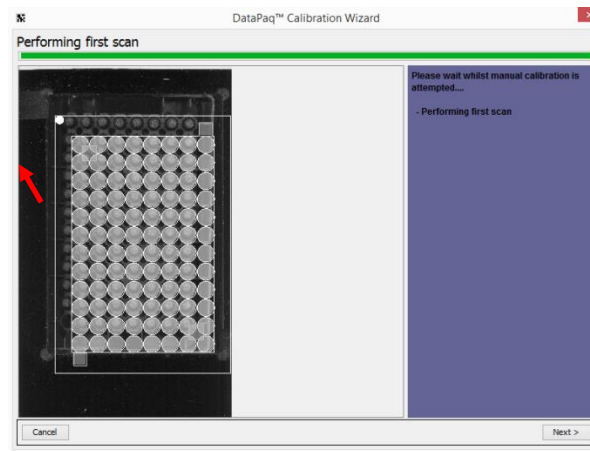 DataPaq™ Calibration Wizard
Performing first scan
Please wait whilst manual calibration is
attempted....
- Performing first scan
Cancel
Next >